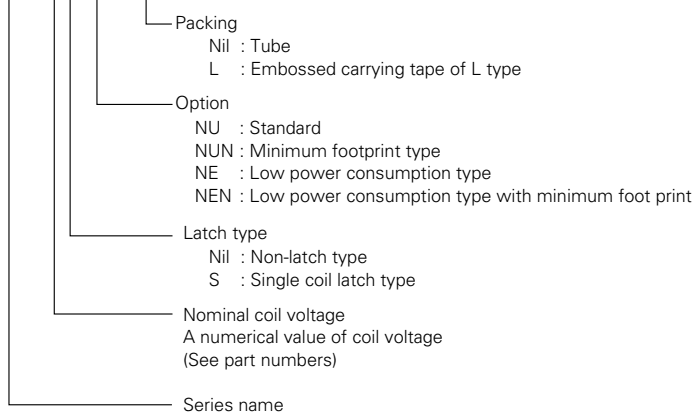 Packing
Nil : Tube
L : Embossed carrying tape of L type
Option
NU : Standard
NUN : Minimum footprint type
NE : Low power consumption type
NEN : Low power consumption type with minimum foot print
Latch type
Nil : Non-latch type
S : Single coil latch type
Nominal coil voltage
A numerical value of coil voltage
(See part numbers)
Series name